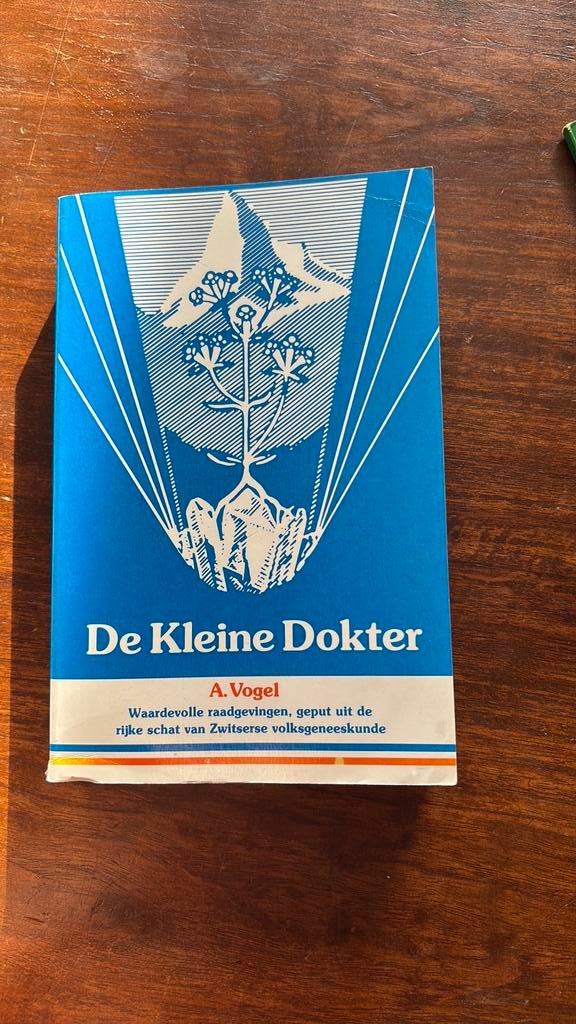 De Kleine Dokter
A. Vogel
Waardevolle raadgevingen, geput uit de
rijke schat van Zwitserse volksgeneeskunde